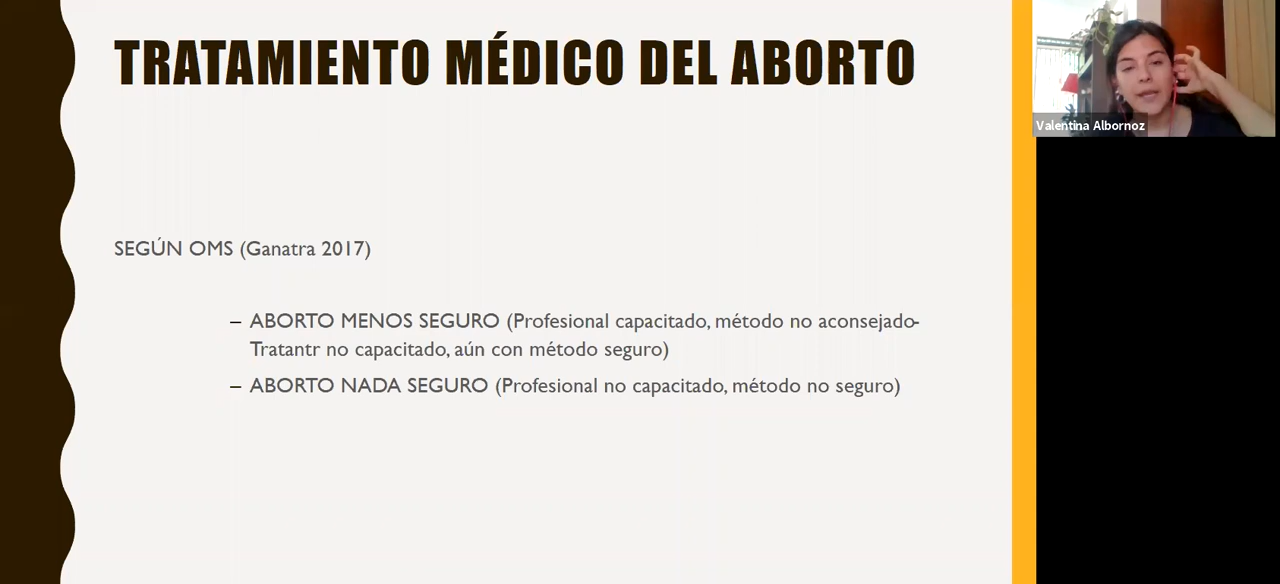 TRATAMIENTO MÉDICO DEL ABORTO
Valentina Albornoz
SEGÚN OMS (Ganatra 2017)
– ABORTO MENOS SEGURO (Profesional capacitado, método no aconsejado-
Tratantr no capacitado, aún con método seguro)
– ABORTO NADA SEGURO (Profesional no capacitado, método no seguro)